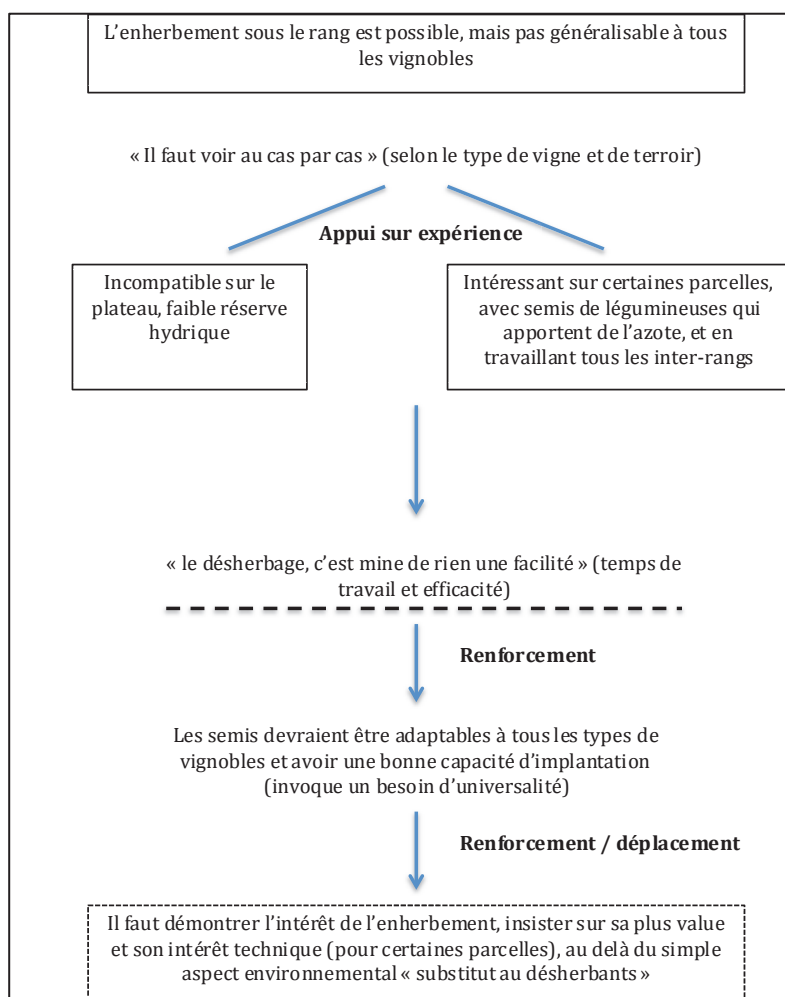 L’enherbement sous le rang est possible, mais pas généralisable à tous
les vignobles
« Il faut voir au cas par cas » (selon le type de vigne et de terroir)
Appui sur expérience
Incompatible sur le
plateau, faible réserve
hydrique
Intéressant sur certaines parcelles,
avec semis de légumineuses qui
apportent de l’azote, et en
travaillant tous les inter-rangs
« le désherbage, c’est mine de rien une facilité » (temps de
travail et efficacité)
Renforcement
Les semis devraient être adaptables à tous les types de
vignobles et avoir une bonne capacité d’implantation
(invoque un besoin d’universalité)
Renforcement / déplacement
Il faut démontrer l’intérêt de l’enherbement, insister sur sa plus value
et son intérêt technique (pour certaines parcelles), au delà du simple
aspect environnemental « substitut au désherbants »